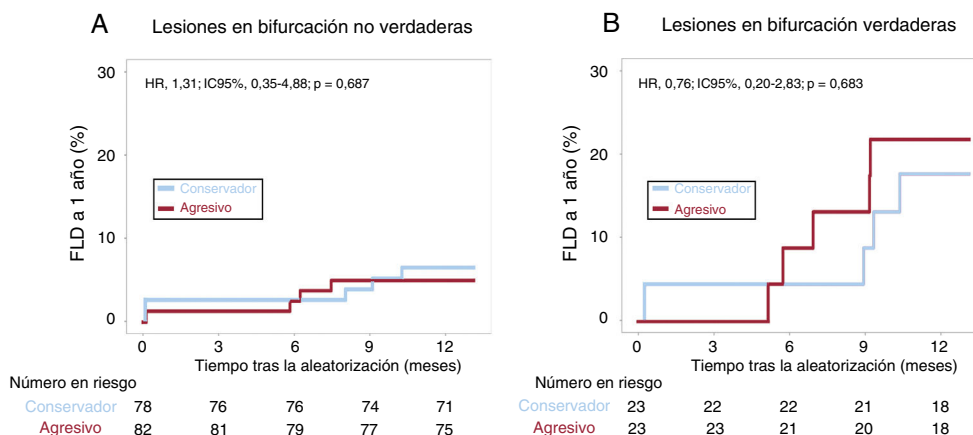 A Lesiones en bifurcación no verdaderas
30
HR, 1,31; IC95%, 0,35-4,88; p = 0,687
FLD a 1 año (%)
20
Conservador
Agresivo
10
0
0 3 6 9 12
Tiempo tras la aleatorización (meses)
Número en riesgo
Conservador 78 76 76 74 71
Agresivo 82 81 79 77 75
B Lesiones en bifurcación verdaderas
30
HR, 0,76; IC95%, 0,20-2,83; p = 0,683
FLD a 1 año (%)
20
Conservador
Agresivo
10
0
0 3 6 9 12
Tiempo tras la aleatorización (meses)
Número en riesgo
Conservador 23 22 22 21 18
Agresivo 23 23 21 20 18